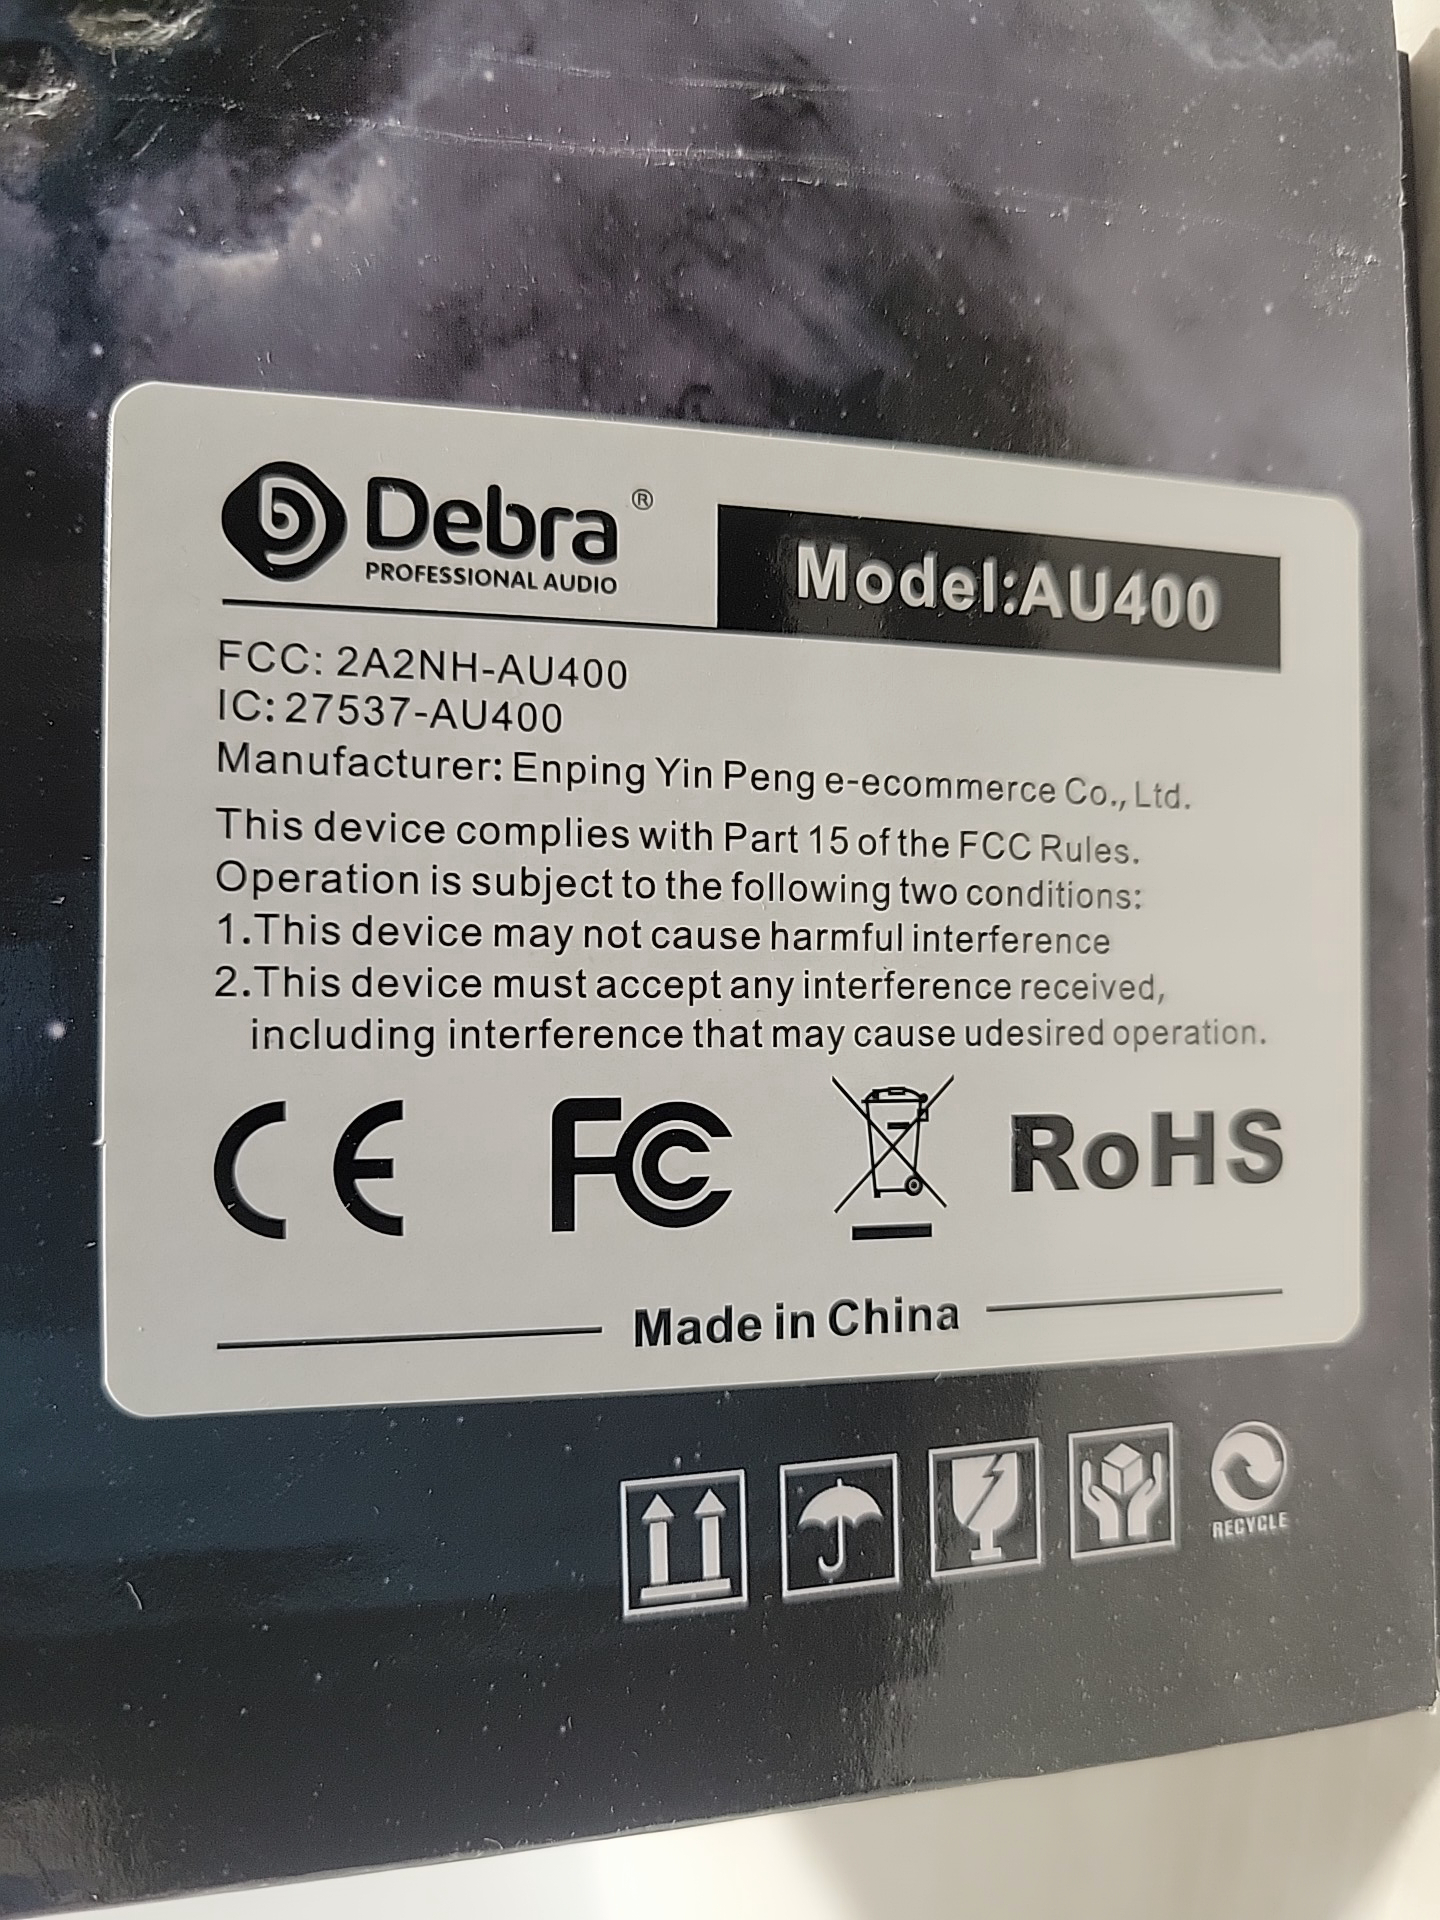 Debra ®
PROFESSIONAL AUDIO
Model:AU400
FCC: 2A2NH-AU400
IC: 27537-AU400
Manufacturer: Enping Yin Peng e-ecommerce Co., Ltd.
This device complies with Part 15 of the FCC Rules.
Operation is subject to the following two conditions:
1.This device may not cause harmful interference
2.This device must accept any interference received,
including interference that may cause udesired operation.
CE FC RoHS
Made in China
RECYCLE